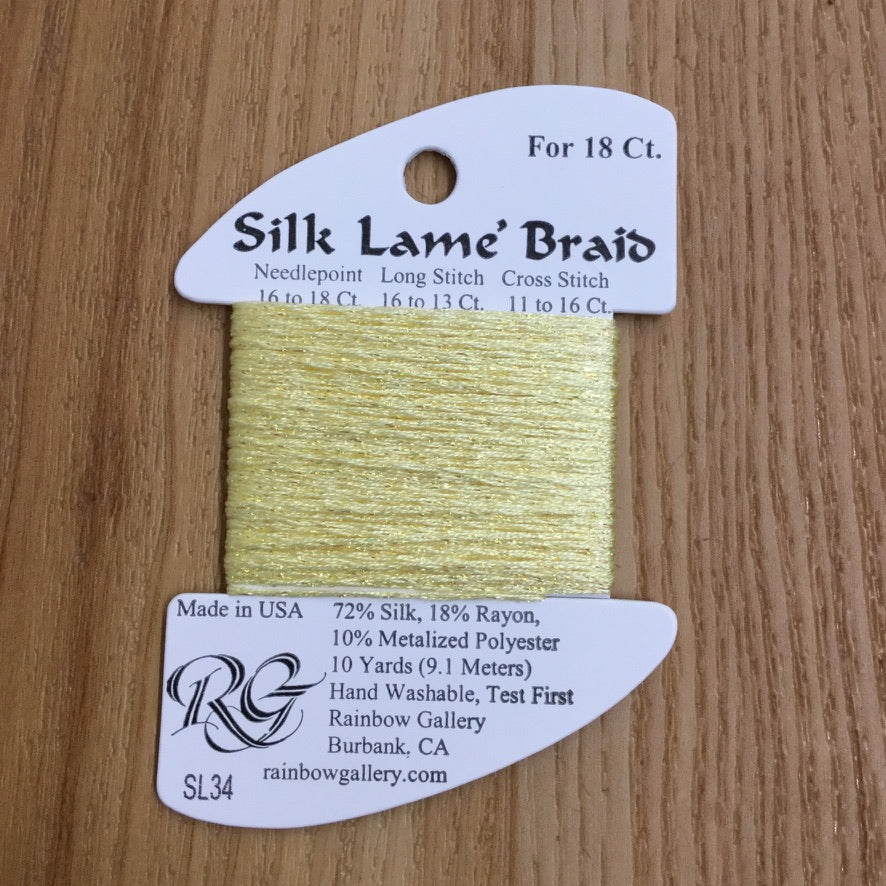 For 18 Ct.
Silk Lame' Braid
Needlepoint Long Stitch Cross Stitch
16 to 18 Ct. 16 to 13 Ct. 11 to 16 Ct.
Made in USA
72% Silk, 18% Rayon,
10% Metalized Polyester
10 Yards (9.1 Meters)
Hand Washable, Test First
Rainbow Gallery
Burbank, CA
rainbowgallery.com
RG
SL34